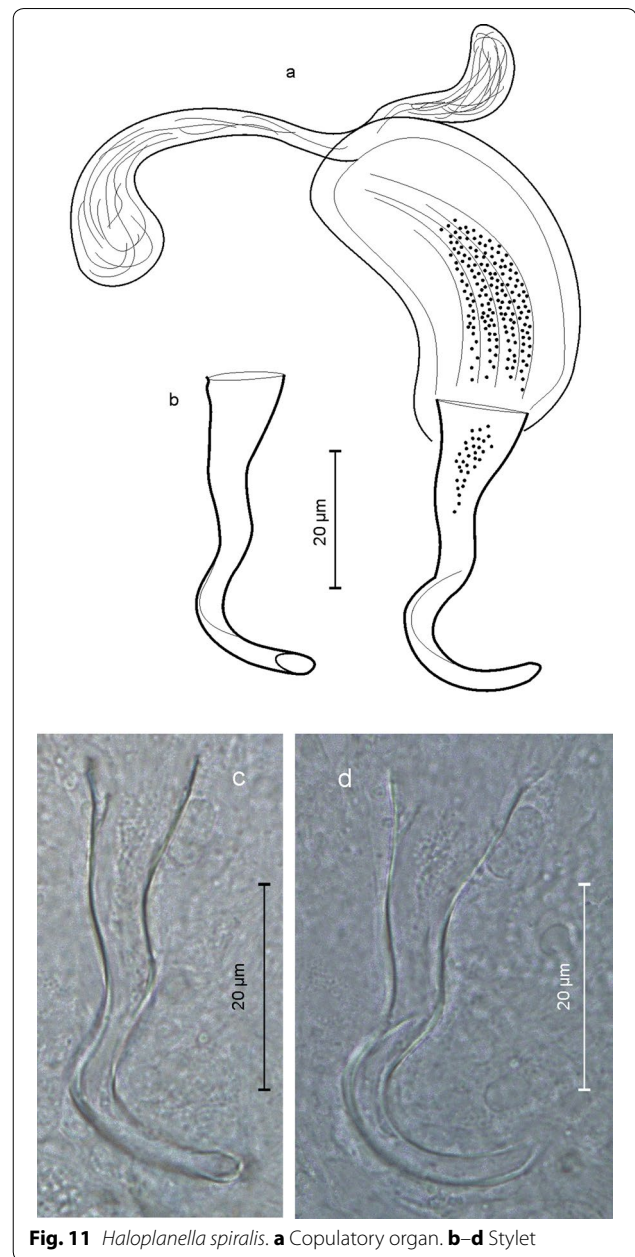 a
b
20 µm
c
d
20 µm
20 µm
Fig. 11 Haloplanella spiralis. a Copulatory organ. b–d Stylet